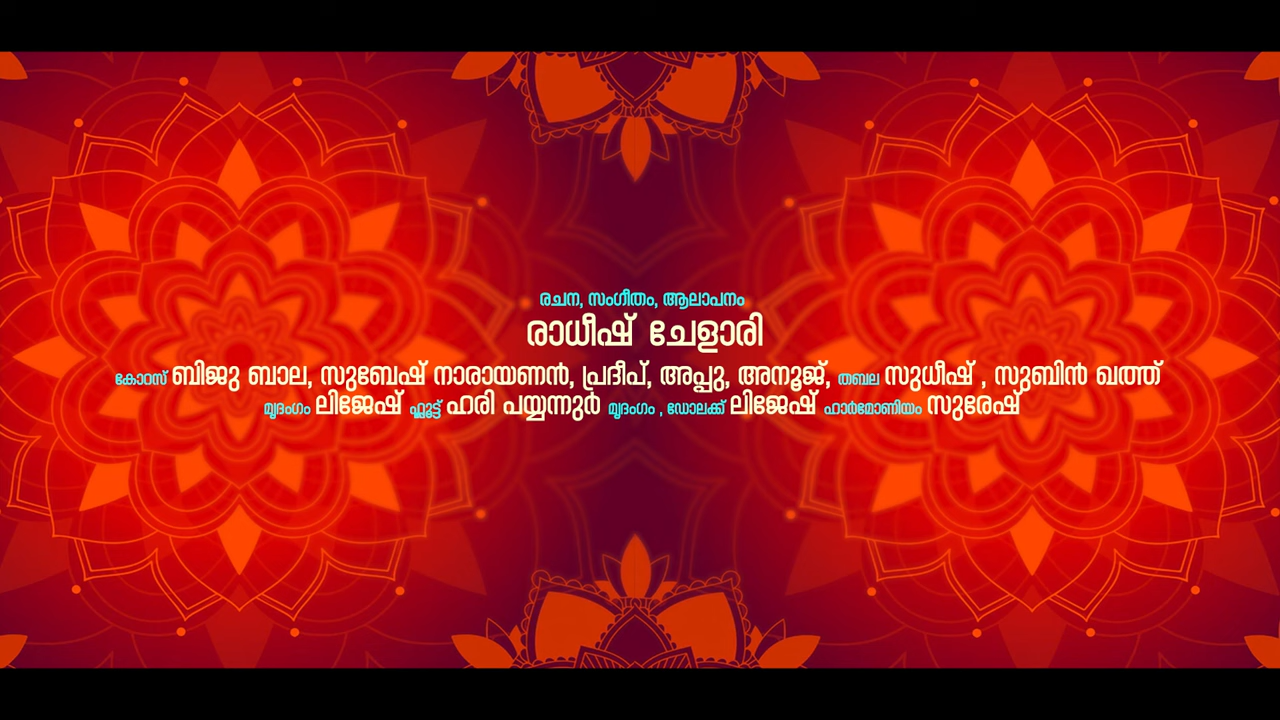 രചന, സംഗീതം, ആലാപനം
രാധീഷ് ചേളാരി
കോറസ് ബിജു ബാല, സുബേഷ് നാരായണൻ, പ്രദീപ്, അപ്പു, അനൂജ്, തബല സുധീഷ് , സുബിൻ ഖത്ത്
മൃദംഗം ലിജേഷ് ഫ്ലൂട്ട് ഹരി പയ്യന്നുർ മൃദംഗം , ഡോലക്ക് ലിജേഷ് ഹാർമോണിയം സുരേഷ്